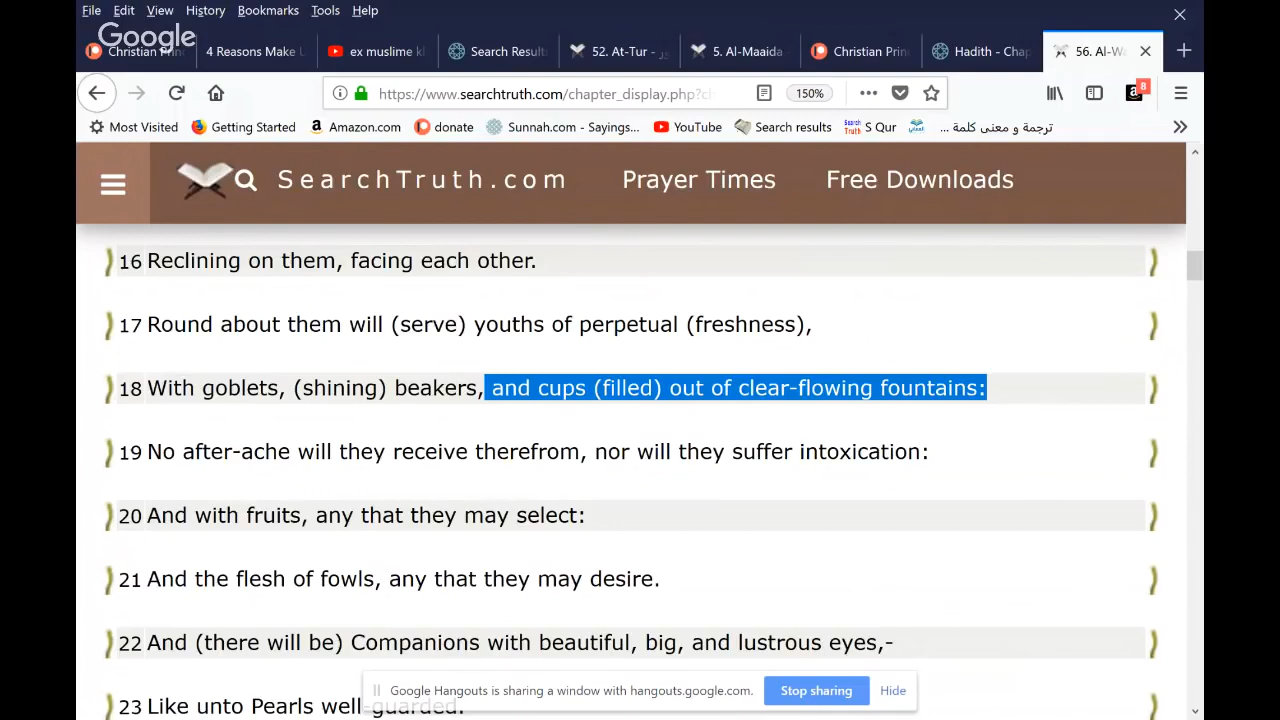 File Edit View History Bookmarks Tools Help
Google
Christian Prin 4 Reasons Make L ex muslime kl Search Result 52. At-Tur - 5. Al-Maaida Christian Prin Hadith - Chap 56. Al-Wa
https://www.searchtruth.com/chapter_display.php?ch 150% 8
Most Visited Getting Started Amazon.com donate Sunnah.com - Sayings... YouTube Search results S Qur ترجمة و معنى كلمة ...
SearchTruth.com Prayer Times Free Downloads
16 Reclining on them, facing each other.
17 Round about them will (serve) youths of perpetual (freshness),
18 With goblets, (shining) beakers, and cups (filled) out of clear-flowing fountains:
19 No after-ache will they receive therefrom, nor will they suffer intoxication:
20 And with fruits, any that they may select:
21 And the flesh of fowls, any that they may desire.
22 And (there will be) Companions with beautiful, big, and lustrous eyes,-
Google Hangouts is sharing a window with hangouts.google.com. Stop sharing Hide
23 Like unto Pearls well-guarded.